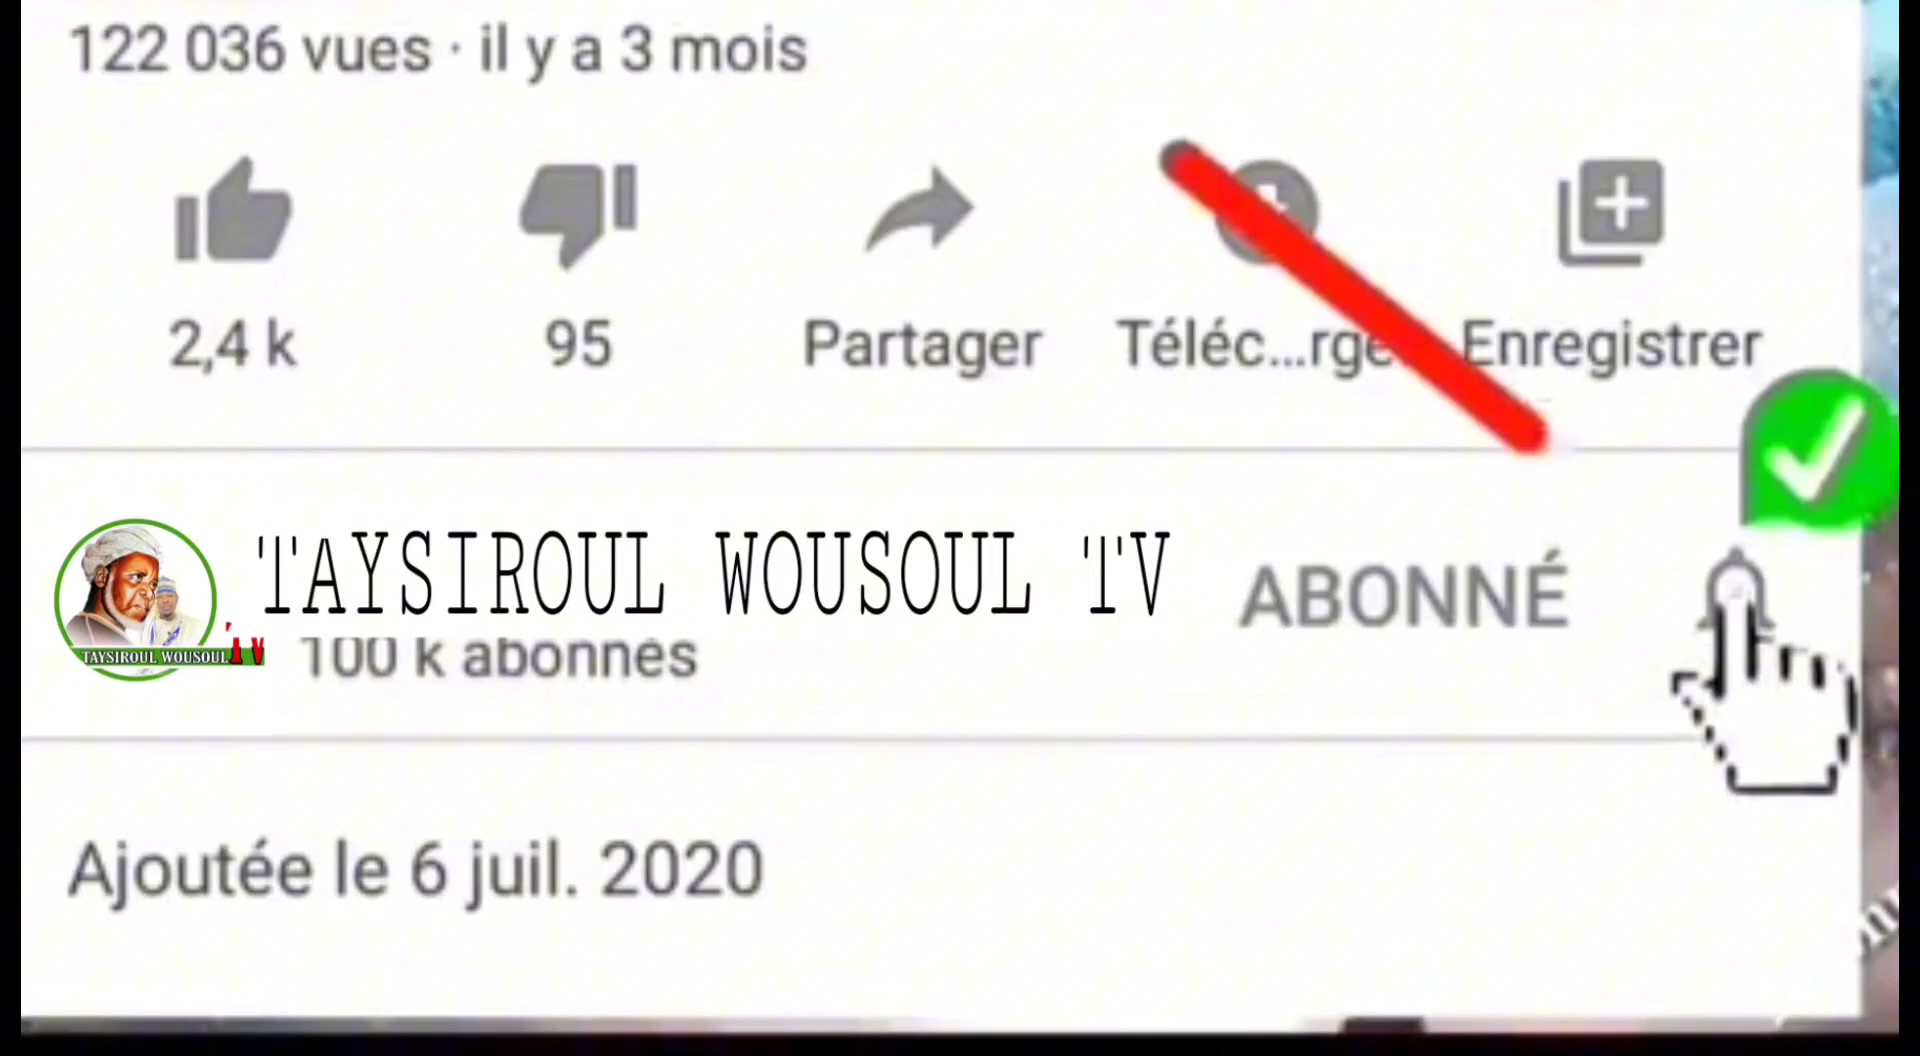 122 036 vues · il y a 3 mois
2,4 k 95 Partager Téléc...rge Enregistrer
TAYSIROUL WOUSOUL TV ABONNÉ
TAYSIROUL WOUSOUL TV
100 k abonnés
Ajoutée le 6 juil. 2020